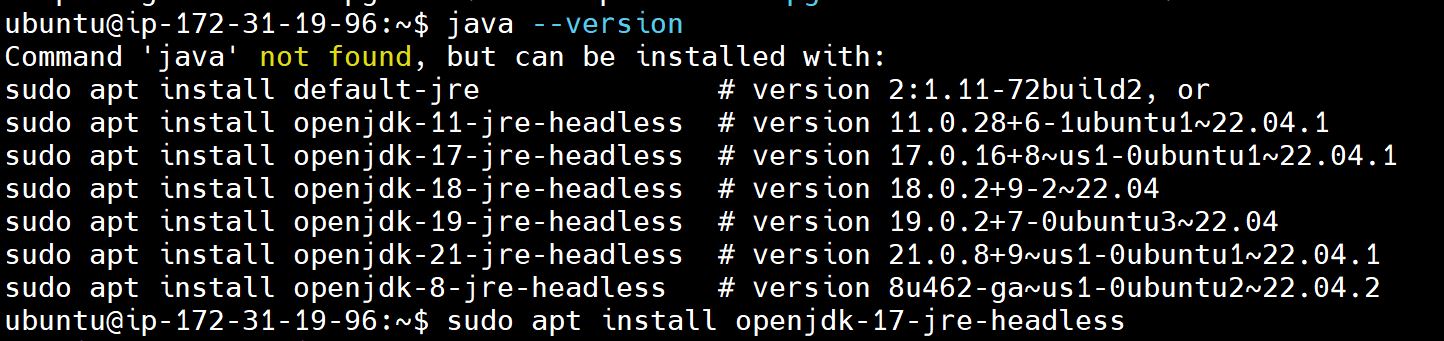 ubuntu@ip-172-31-19-96:~$ java --version
Command 'java' not found, but can be installed with:
sudo apt install default-jre              # version 2:1.11-72build2, or
sudo apt install openjdk-11-jre-headless  # version 11.0.28+6-1ubuntu1~22.04.1
sudo apt install openjdk-17-jre-headless  # version 17.0.16+8~us1-0ubuntu1~22.04.1
sudo apt install openjdk-18-jre-headless  # version 18.0.2+9-2~22.04
sudo apt install openjdk-19-jre-headless  # version 19.0.2+7-0ubuntu3~22.04
sudo apt install openjdk-21-jre-headless  # version 21.0.8+9~us1-0ubuntu1~22.04.1
sudo apt install openjdk-8-jre-headless   # version 8u462-ga~us1-0ubuntu2~22.04.2
ubuntu@ip-172-31-19-96:~$ sudo apt install openjdk-17-jre-headless